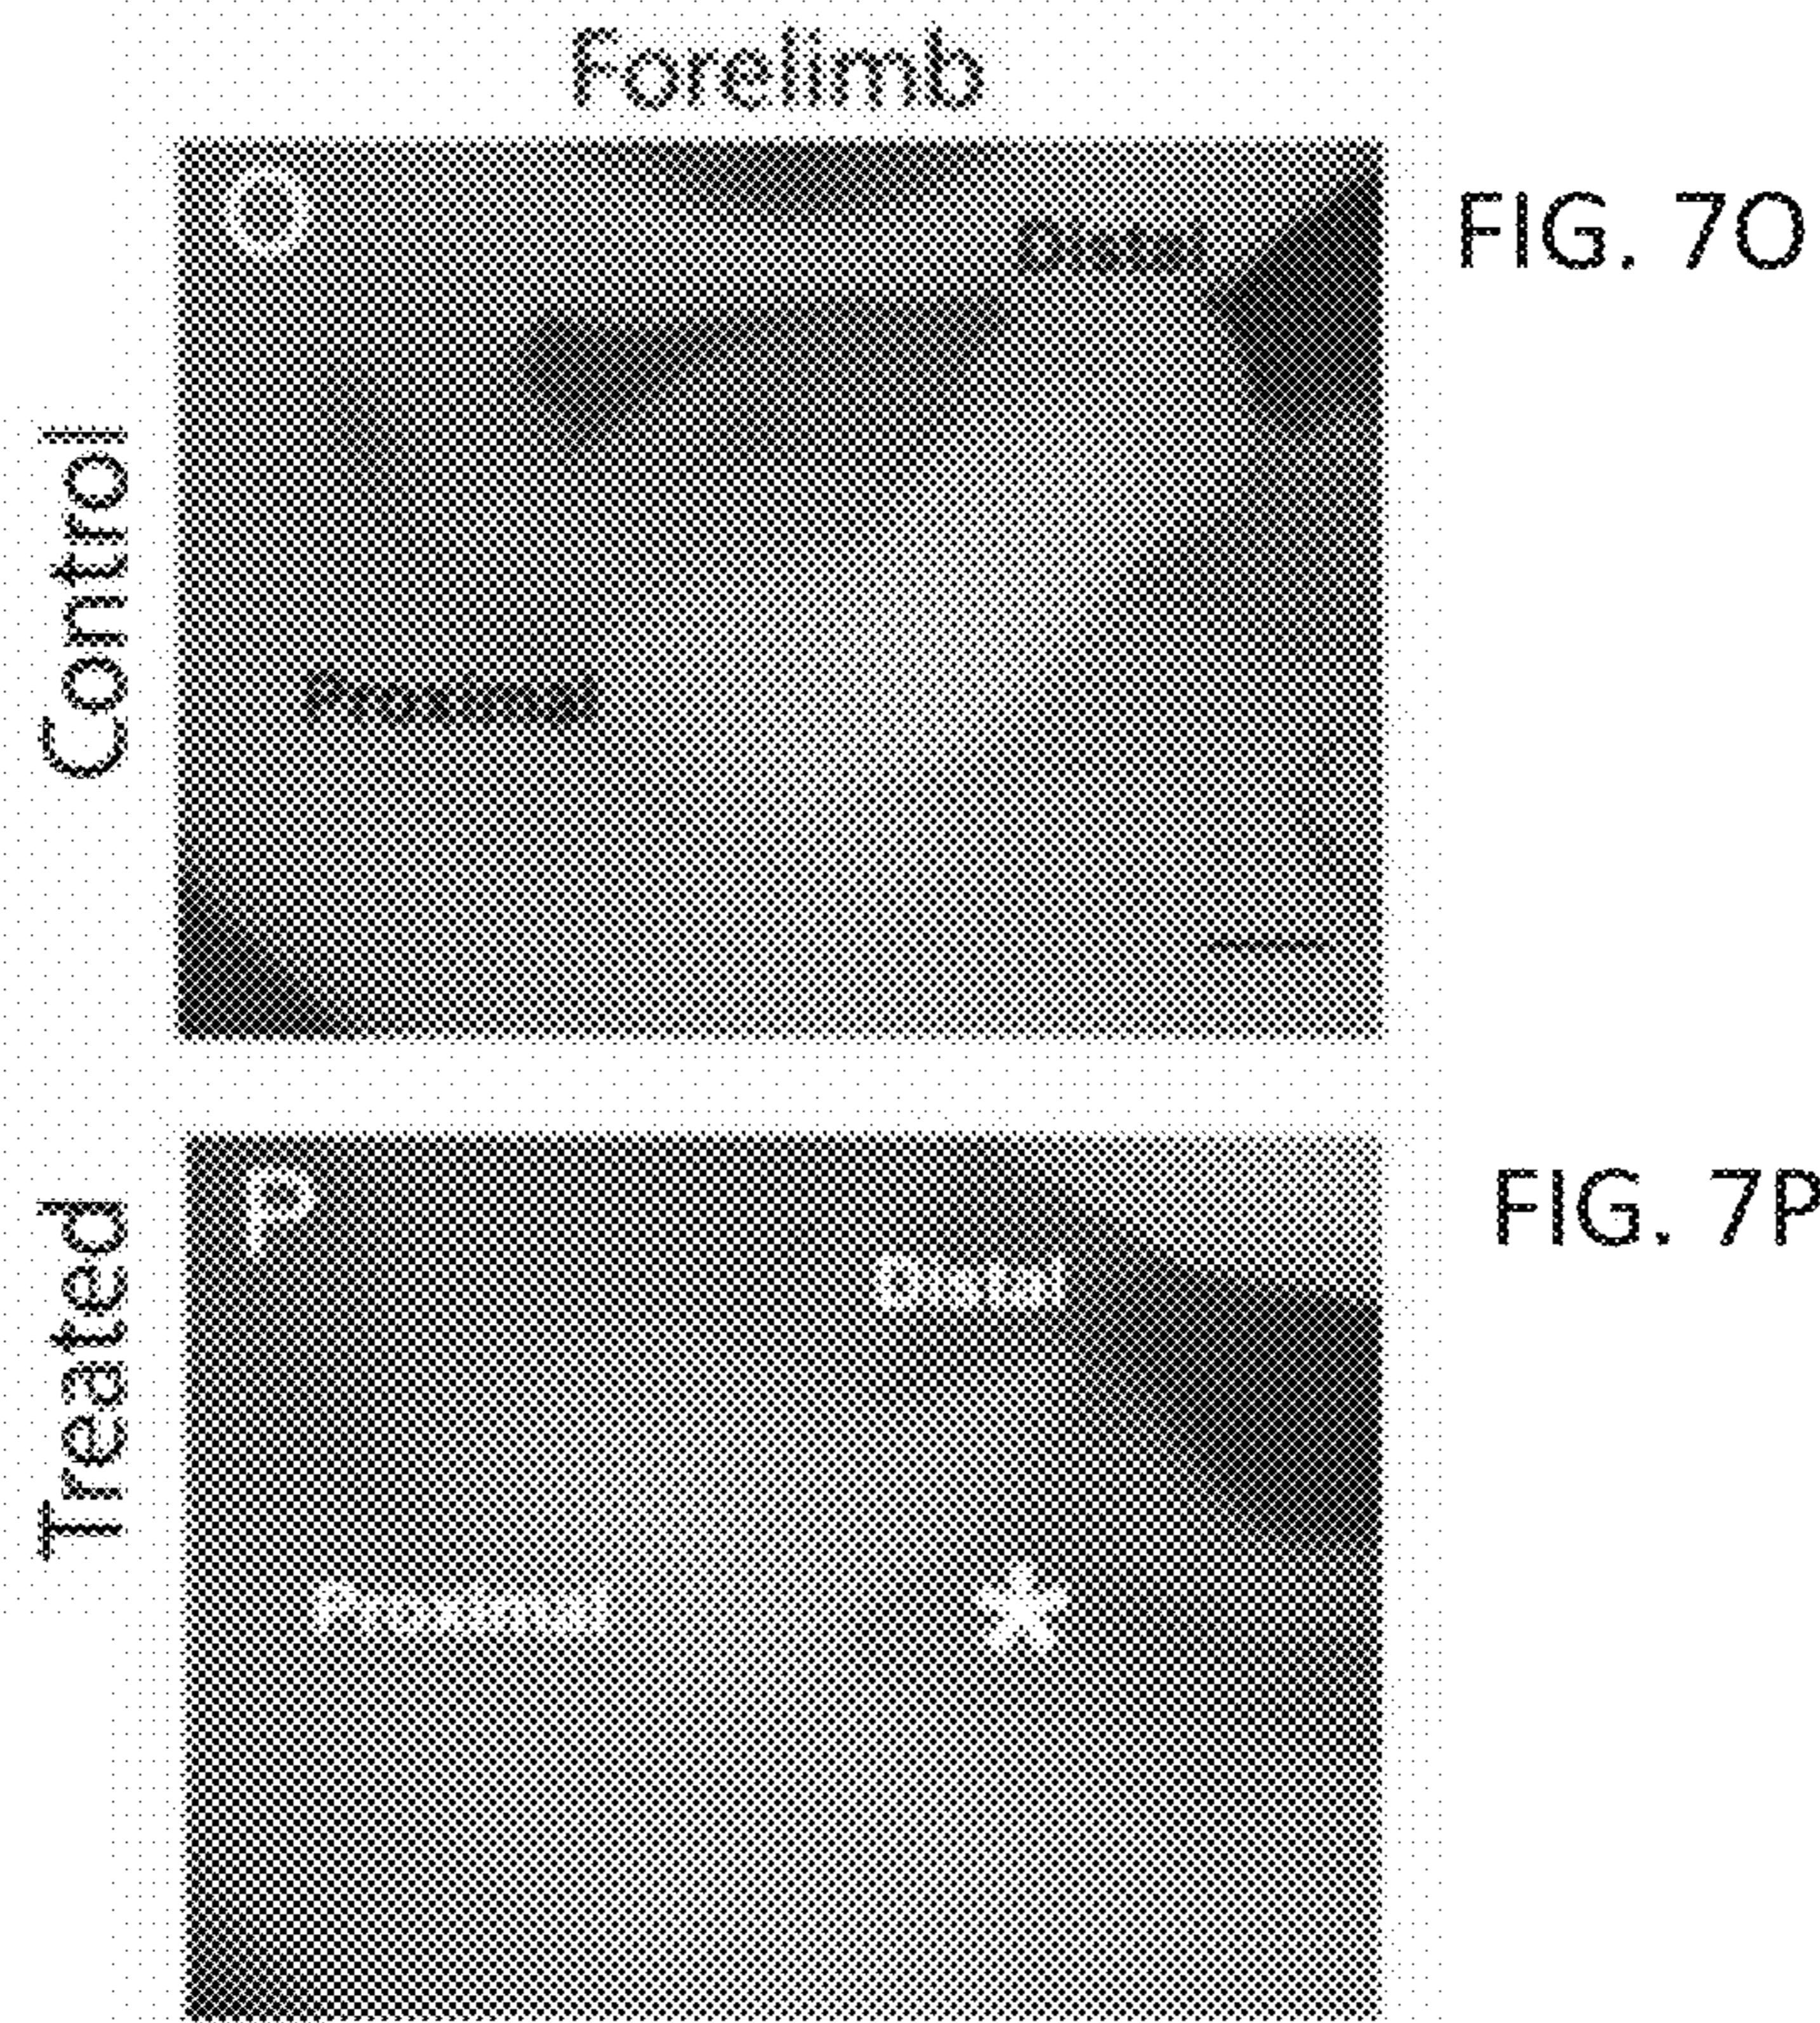 Forelimb
O
Distal
FIG. 7O
Control
Proximal
P
FIG. 7P
Distal
Treated
Proximal
*